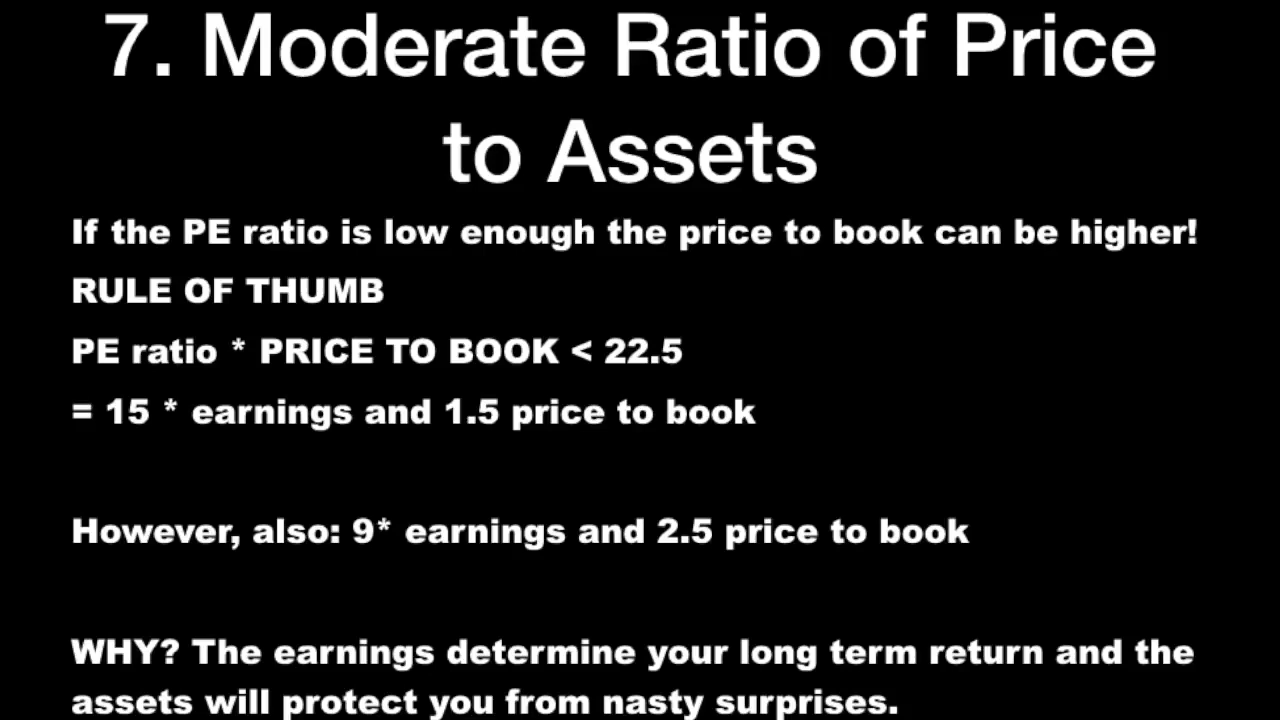 7. Moderate Ratio of Price
to Assets
If the PE ratio is low enough the price to book can be higher!
RULE OF THUMB
PE ratio * PRICE TO BOOK < 22.5
= 15 * earnings and 1.5 price to book
However, also: 9* earnings and 2.5 price to book
WHY? The earnings determine your long term return and the
assets will protect you from nasty surprises.